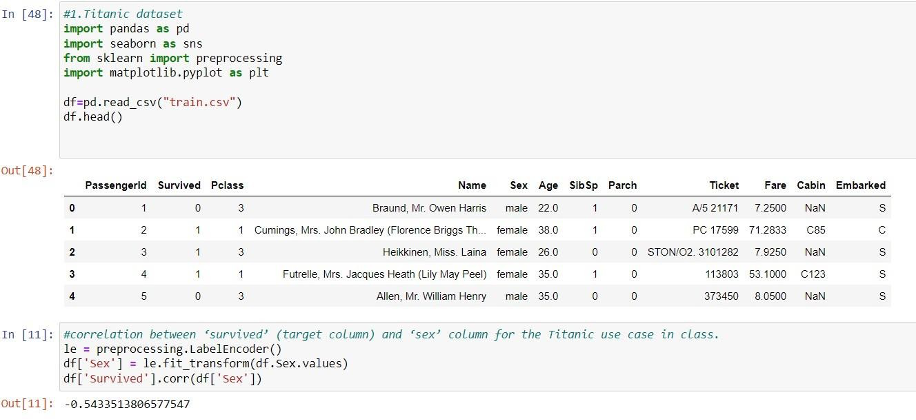 In [48]: #1.Titanic dataset
import pandas as pd
import seaborn as sns
from sklearn import preprocessing
import matplotlib.pyplot as plt
df=pd.read_csv("train.csv")
df.head()
Out[48]:
PassengerId Survived Pclass Name Sex Age SibSp Parch Ticket Fare Cabin Embarked
0 1 0 3 Braund, Mr. Owen Harris male 22.0 1 0 A/5 21171 7.2500 NaN S
1 2 1 1 Cumings, Mrs. John Bradley (Florence Briggs Th... female 38.0 1 0 PC 17599 71.2833 C85 C
2 3 1 3 Heikkinen, Miss. Laina female 26.0 0 0 STON/O2. 3101282 7.9250 NaN S
3 4 1 1 Futrelle, Mrs. Jacques Heath (Lily May Peel) female 35.0 1 0 113803 53.1000 C123 S
4 5 0 3 Allen, Mr. William Henry male 35.0 0 0 373450 8.0500 NaN S
In [11]: #correlation between ‘survived’ (target column) and ‘sex’ column for the Titanic use case in class.
le = preprocessing.LabelEncoder()
df['Sex'] = le.fit_transform(df.Sex.values)
df['Survived'].corr(df['Sex'])
Out[11]: -0.5433513806577547